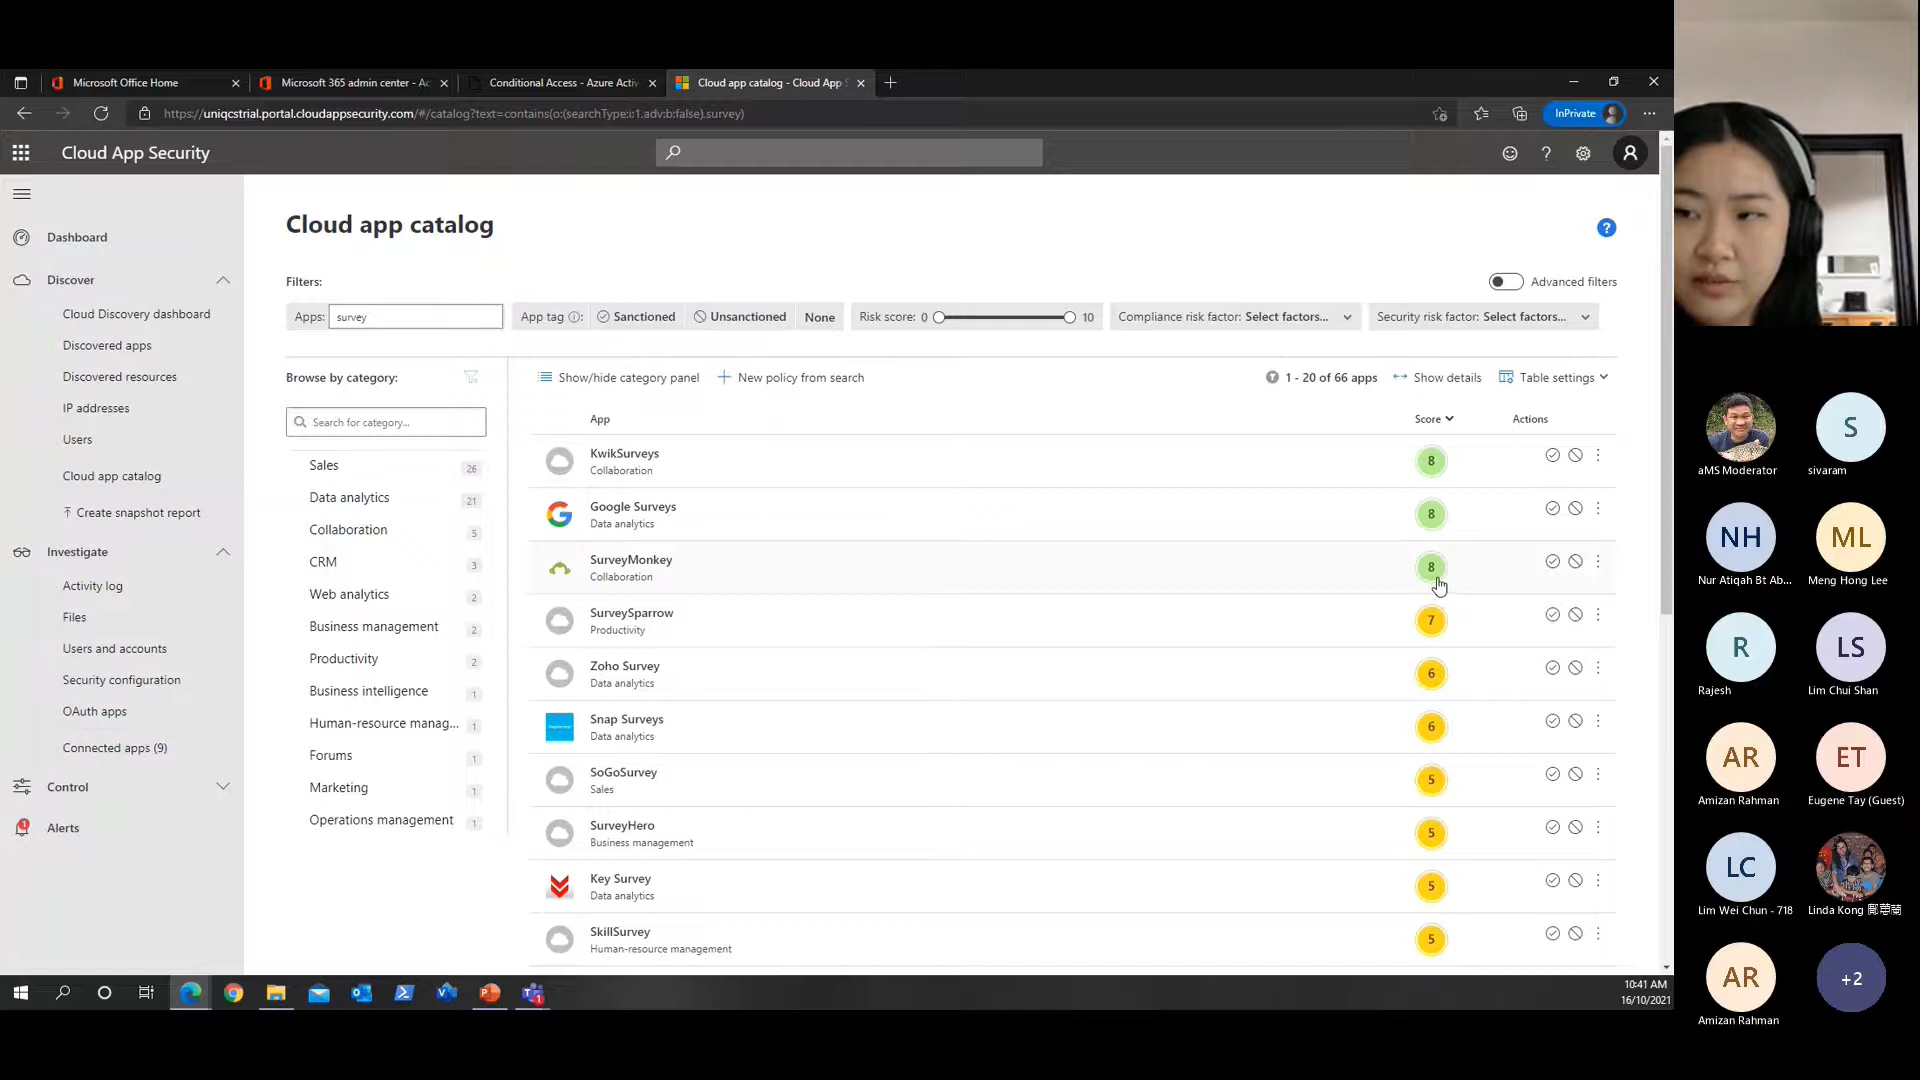 Microsoft Office Home
Microsoft 365 admin center - Ac
Conditional Access - Azure Activ
Cloud app catalog - Cloud App S
https://uniqcstrial.portal.cloudappsecurity.com/#/catalog?text=contains(o:(searchType:i:1,adv:b:false),survey)
InPrivate
Cloud App Security
Dashboard
Discover
Cloud Discovery dashboard
Discovered apps
Discovered resources
IP addresses
Users
Cloud app catalog
Create snapshot report
Investigate
Activity log
Files
Users and accounts
Security configuration
OAuth apps
Connected apps (9)
Control
Alerts
1
Cloud app catalog
Filters:
Advanced filters
Apps: survey
App tag: Sanctioned Unsanctioned None
Risk score: 0 10
Compliance risk factor: Select factors...
Security risk factor: Select factors...
Browse by category:
Search for category...
Sales 26
Data analytics 21
Collaboration 5
CRM 3
Web analytics 2
Business management 2
Productivity 2
Business intelligence 1
Human-resource manag... 1
Forums 1
Marketing 1
Operations management 1
Show/hide category panel
New policy from search
1 - 20 of 66 apps
Show details
Table settings
App Score Actions
KwikSurveys 8
Collaboration
Google Surveys 8
Data analytics
SurveyMonkey 8
Collaboration
SurveySparrow 7
Productivity
Zoho Survey 6
Data analytics
Snap Surveys 6
Data analytics
SoGoSurvey 5
Sales
SurveyHero 5
Business management
Key Survey 5
Data analytics
SkillSurvey 5
Human-resource management
10:41 AM
16/10/2021
aMS Moderator
S
sivaram
NH
Nur Atiqah Bt Ab...
ML
Meng Hong Lee
R
Rajesh
LS
Lim Chui Shan
AR
Amizan Rahman
ET
Eugene Tay (Guest)
LC
Lim Wei Chun - 718
Linda Kong
AR
Amizan Rahman
+2